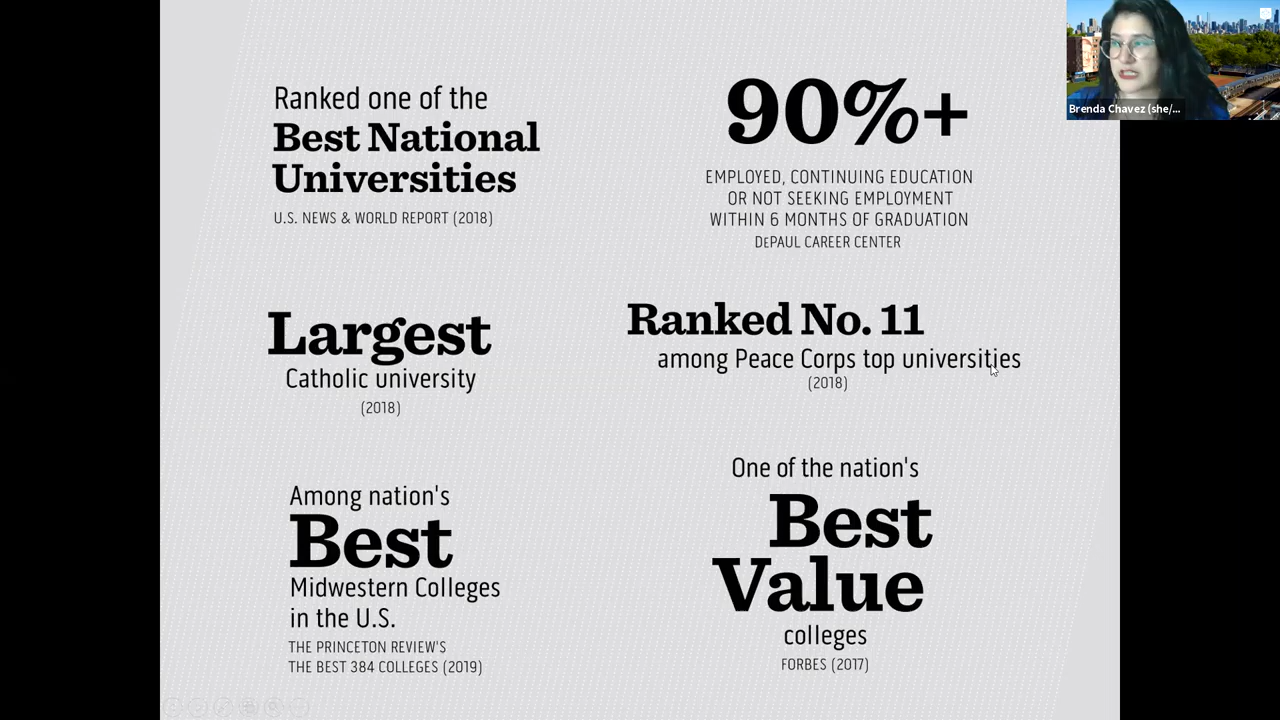 Ranked one of the
Best National
Universities
U.S. NEWS & WORLD REPORT (2018)
90%+
EMPLOYED, CONTINUING EDUCATION
OR NOT SEEKING EMPLOYMENT
WITHIN 6 MONTHS OF GRADUATION
DePAUL CAREER CENTER
Largest
Catholic university
(2018)
Ranked No. 11
among Peace Corps top universities
(2018)
Among nation's
Best
Midwestern Colleges
in the U.S.
THE PRINCETON REVIEW'S
THE BEST 384 COLLEGES (2019)
One of the nation's
Best
Value
colleges
FORBES (2017)
Brenda Chavez (she/...